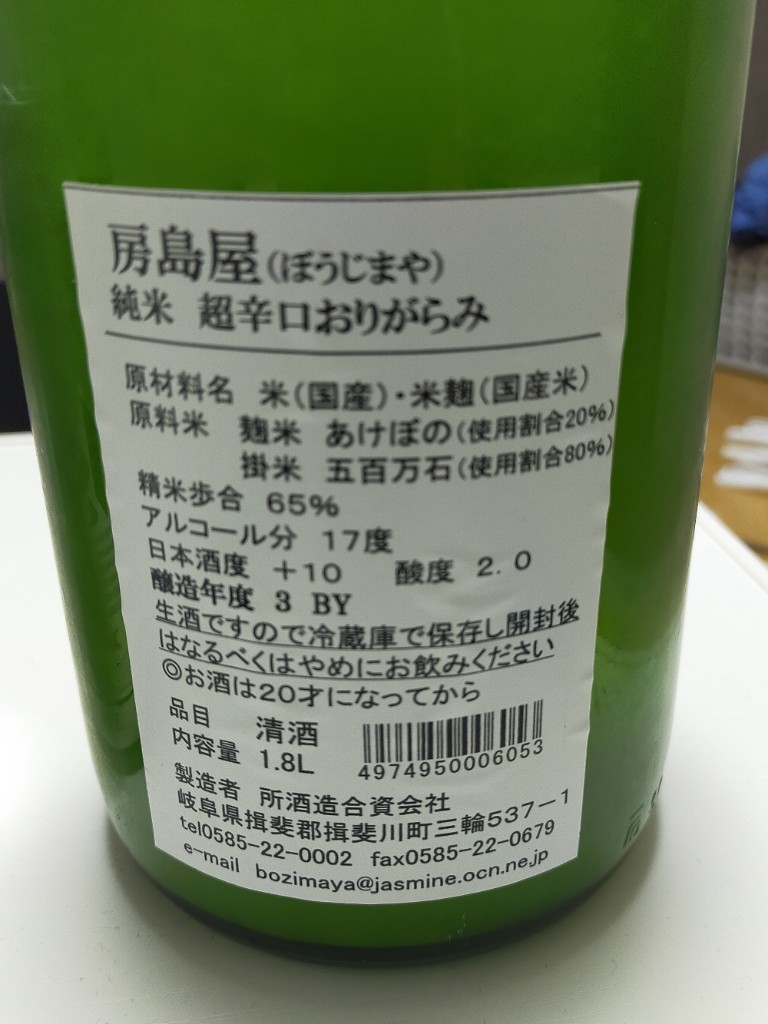 房島屋(ぼうじまや)
純米 超辛口おりがらみ
原材料名 米(国産)・米麹(国産米)
原料米 麹米 あけぼの(使用割合20%)
掛米 五百万石(使用割合80%)
精米歩合 65%
アルコール分 17度
日本酒度 +10 酸度 2.0
醸造年度 3 BY
生酒ですので冷蔵庫で保存し開封後
はなるべくはやめにお飲みください
◎お酒は20才になってから
品目 清酒
内容量 1.8L
4974950006053
製造者 所酒造合資会社
岐阜県揖斐郡揖斐川町三輪537-1
tel0585-22-0002 fax0585-22-0679
e-mail bozimaya@jasmine.ocn.ne.jp